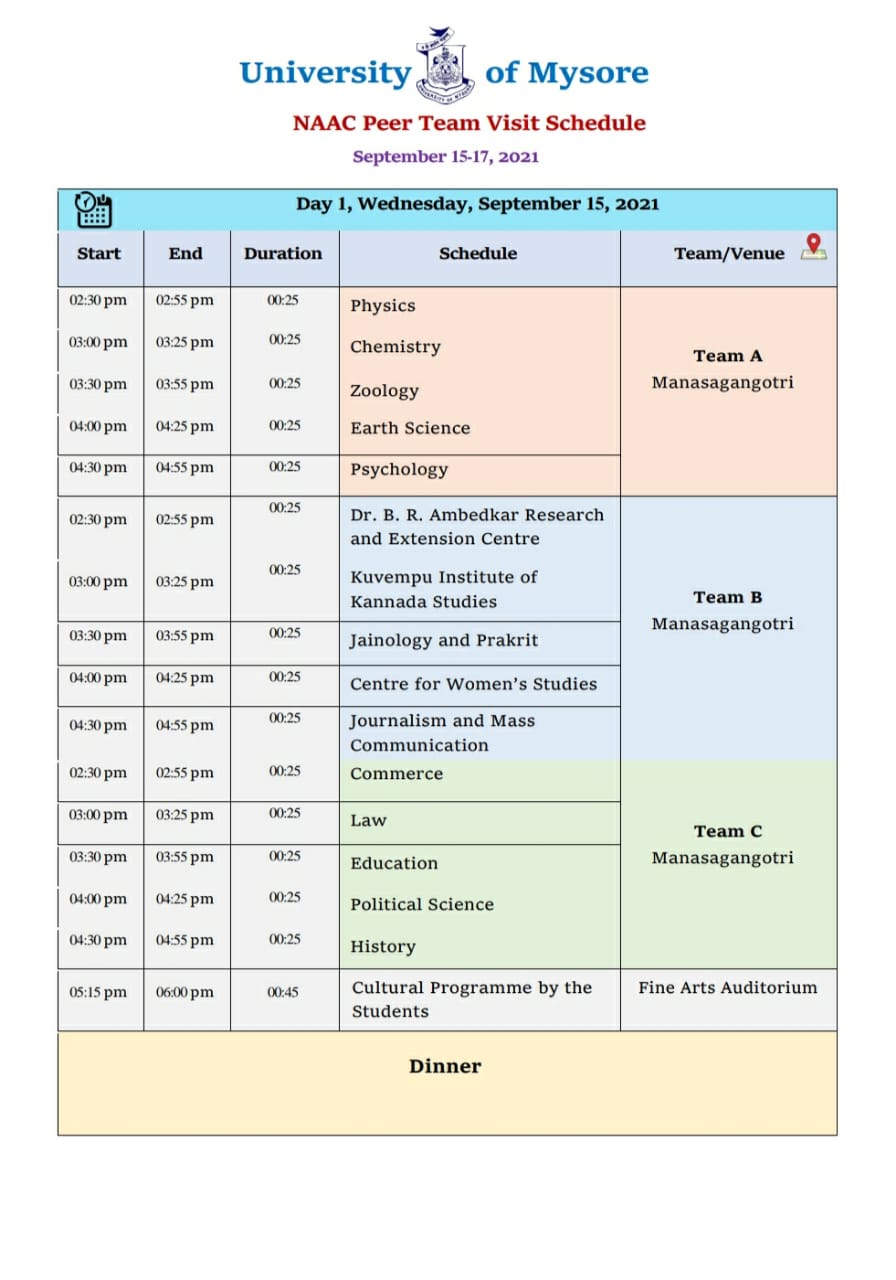 University of Mysore
UNIVERSITY OF MYSORE
NAAC Peer Team Visit Schedule
September 15-17, 2021
Day 1, Wednesday, September 15, 2021
Start End Duration Schedule Team/Venue
02:30 pm 02:55 pm 00:25 Physics
03:00 pm 03:25 pm 00:25 Chemistry
Team A
Manasagangotri
03:30 pm 03:55 pm 00:25 Zoology
04:00 pm 04:25 pm 00:25 Earth Science
04:30 pm 04:55 pm 00:25 Psychology
02:30 pm 02:55 pm 00:25 Dr. B. R. Ambedkar Research
and Extension Centre
03:00 pm 03:25 pm 00:25 Kuvempu Institute of
Kannada Studies
Team B
Manasagangotri
03:30 pm 03:55 pm 00:25 Jainology and Prakrit
04:00 pm 04:25 pm 00:25 Centre for Women's Studies
04:30 pm 04:55 pm 00:25 Journalism and Mass
Communication
02:30 pm 02:55 pm 00:25 Commerce
03:00 pm 03:25 pm 00:25 Law
Team C
Manasagangotri
03:30 pm 03:55 pm 00:25 Education
04:00 pm 04:25 pm 00:25 Political Science
04:30 pm 04:55 pm 00:25 History
05:15 pm 06:00 pm 00:45 Cultural Programme by the
Students
Fine Arts Auditorium
Dinner